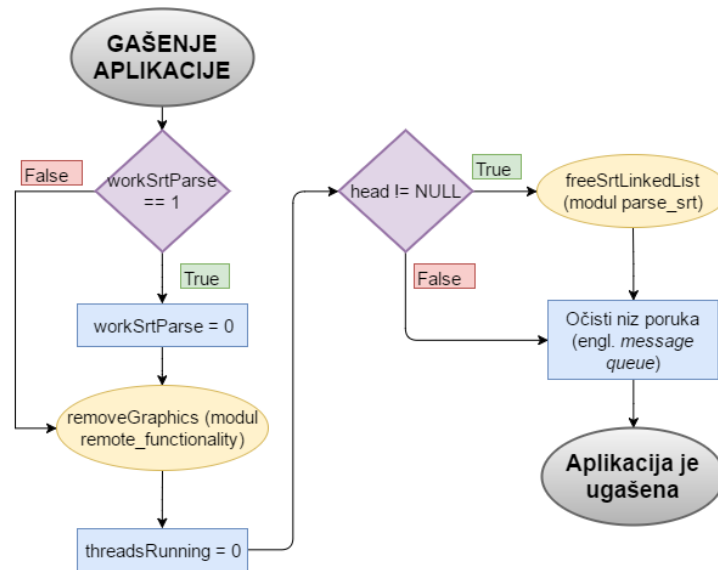 GAŠENJE
APLIKACIJE
False
workSrtParse
== 1
True
workSrtParse = 0
removeGraphics (modul
remote_functionality)
threadsRunning = 0
head != NULL
True
False
freeSrtLinkedList
(modul parse_srt)
Očisti niz poruka
(engl. message
queue)
Aplikacija je
ugašena